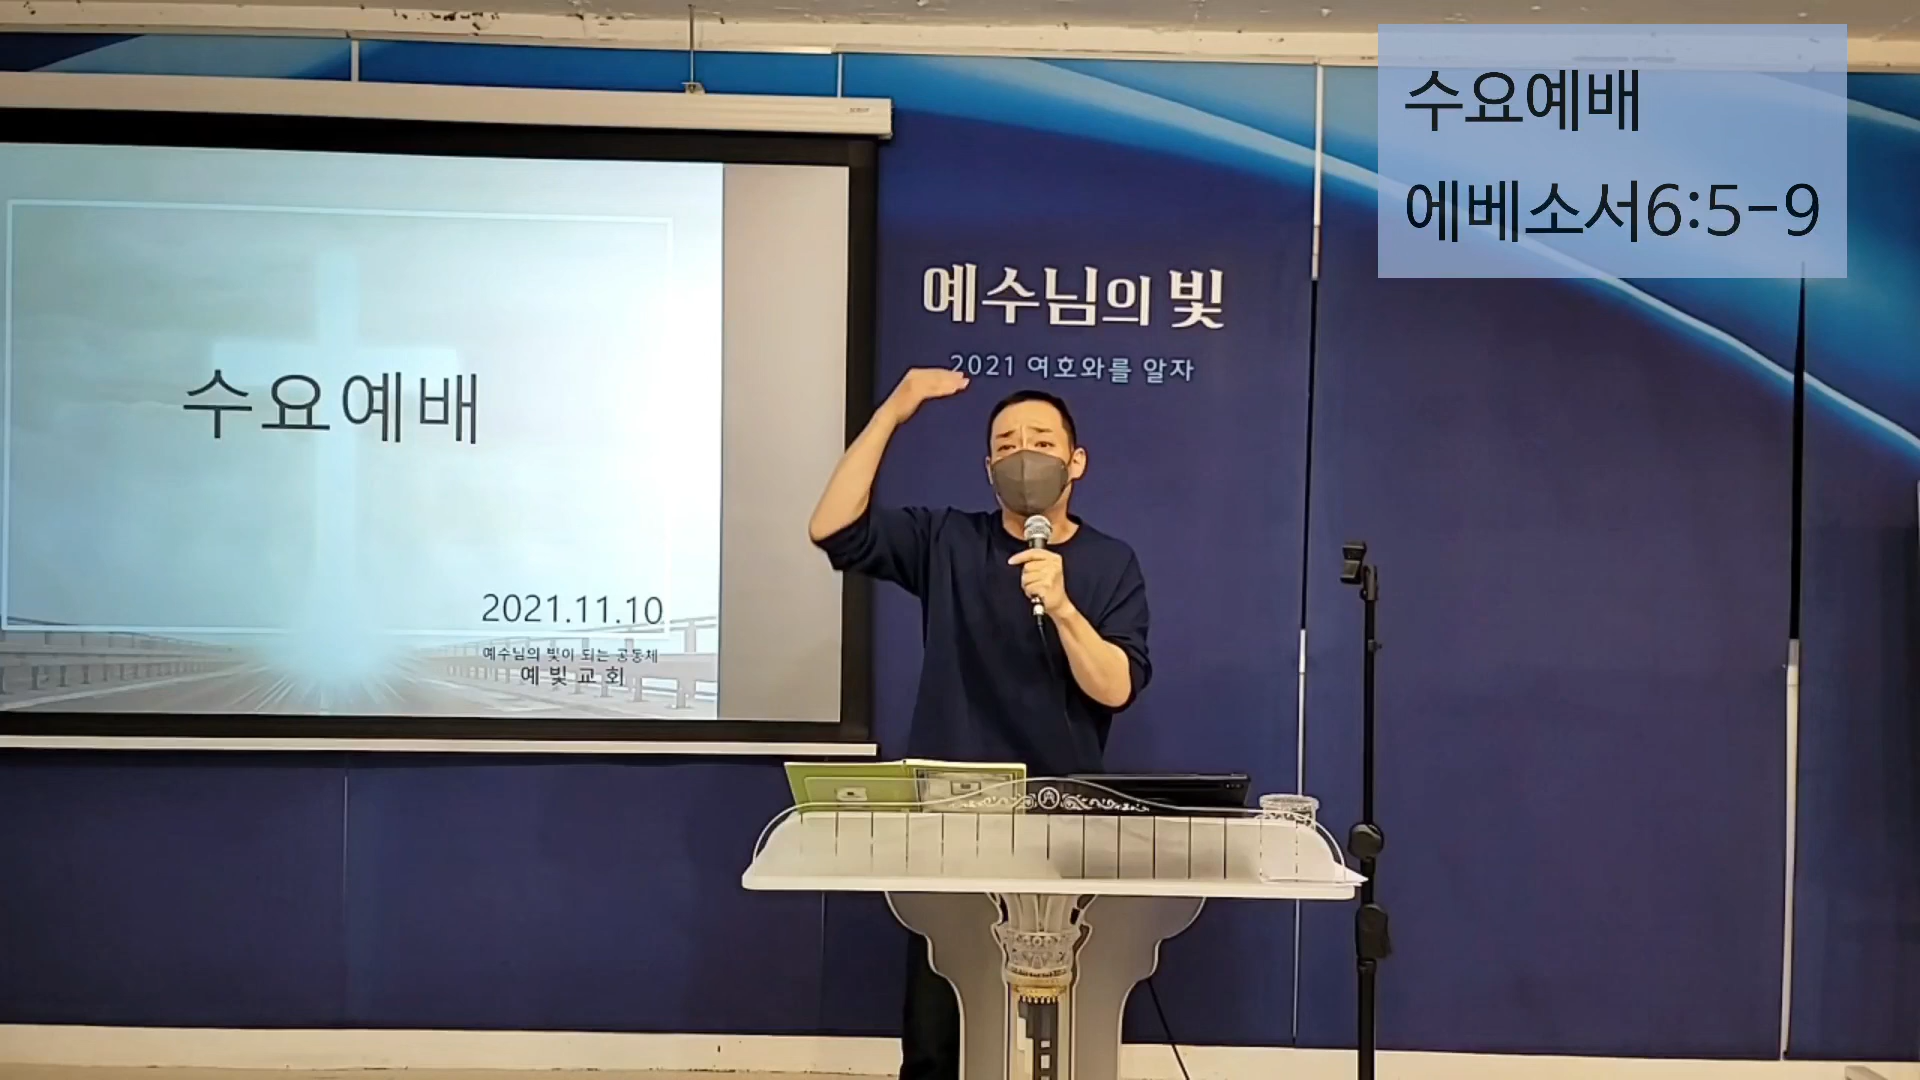 수요예배
에베소서6:5-9
예수님의 빛
2021 여호와를 알자
수요예배
2021.11.10
예수님의 빛이 되는 공동체
예빛교회